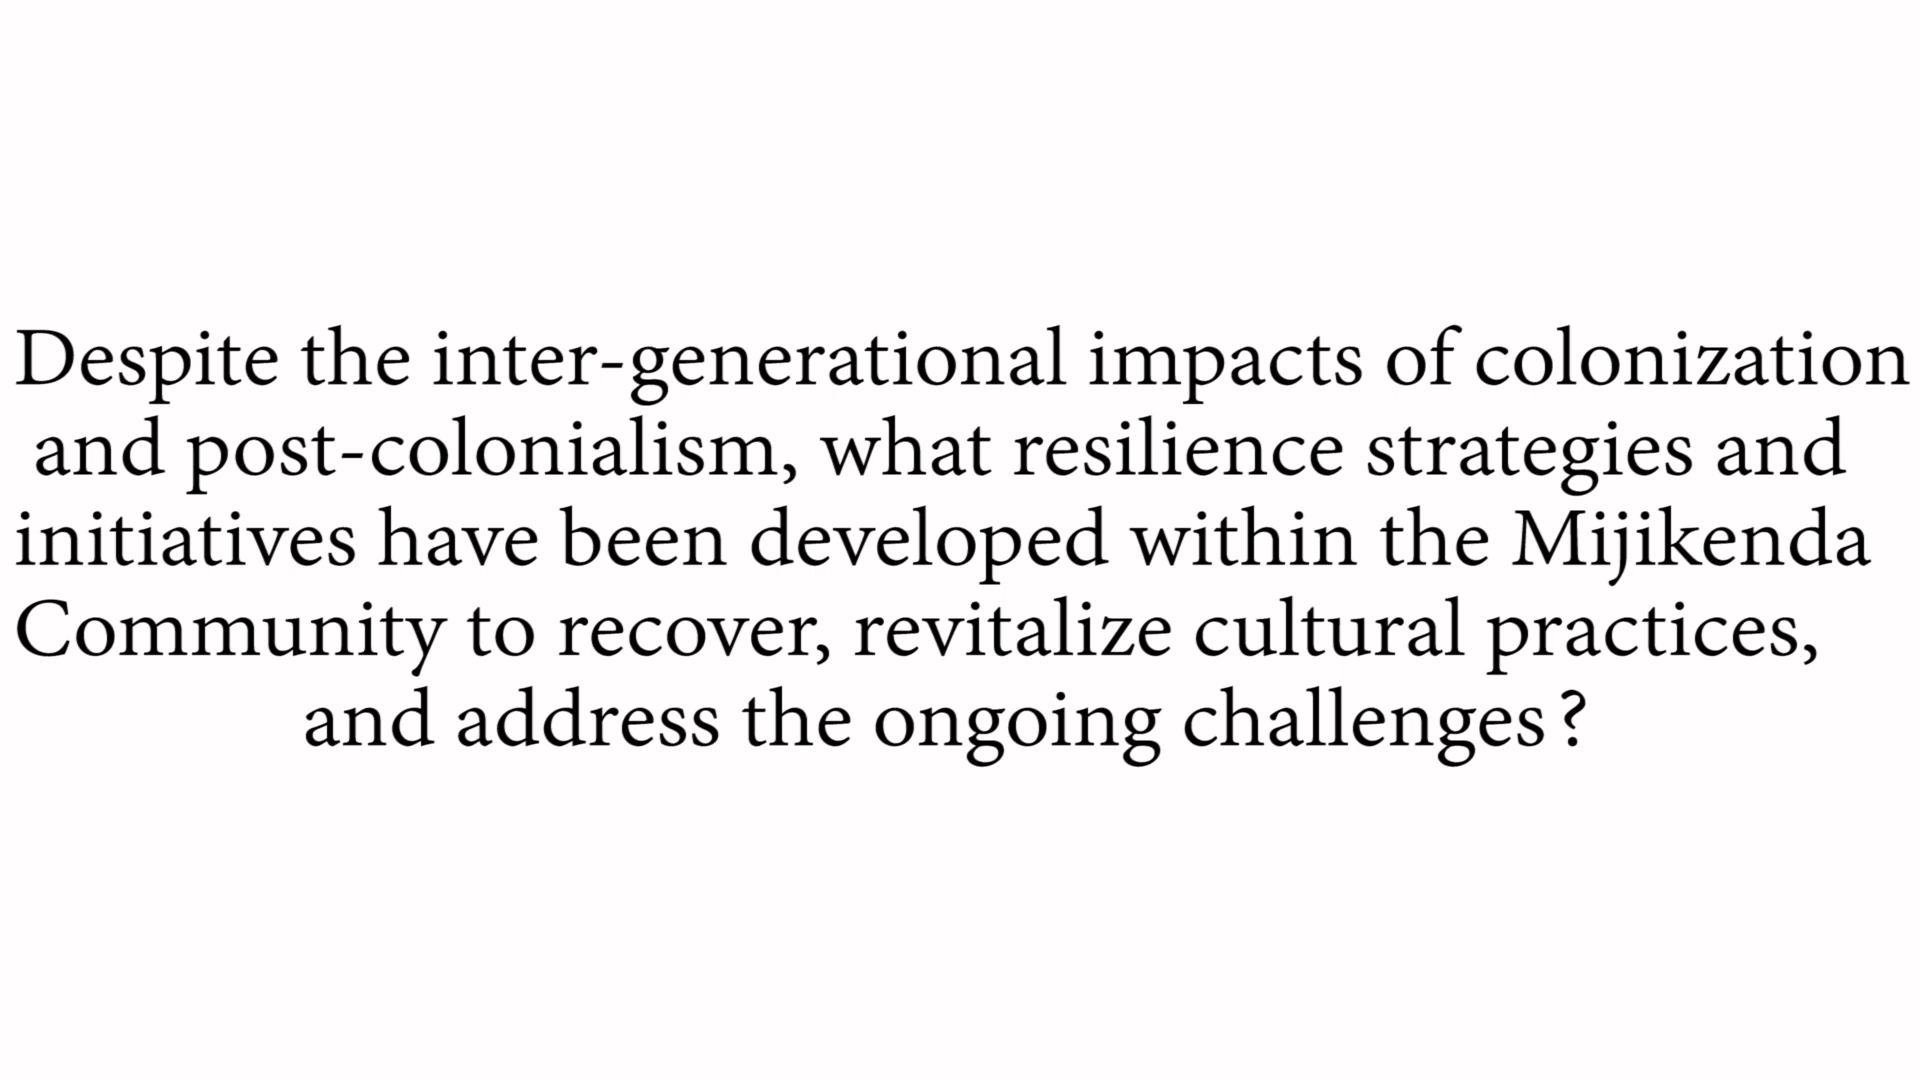 Despite the inter-generational impacts of colonization
and post-colonialism, what resilience strategies and
initiatives have been developed within the Mijikenda
Community to recover, revitalize cultural practices,
and address the ongoing challenges ?